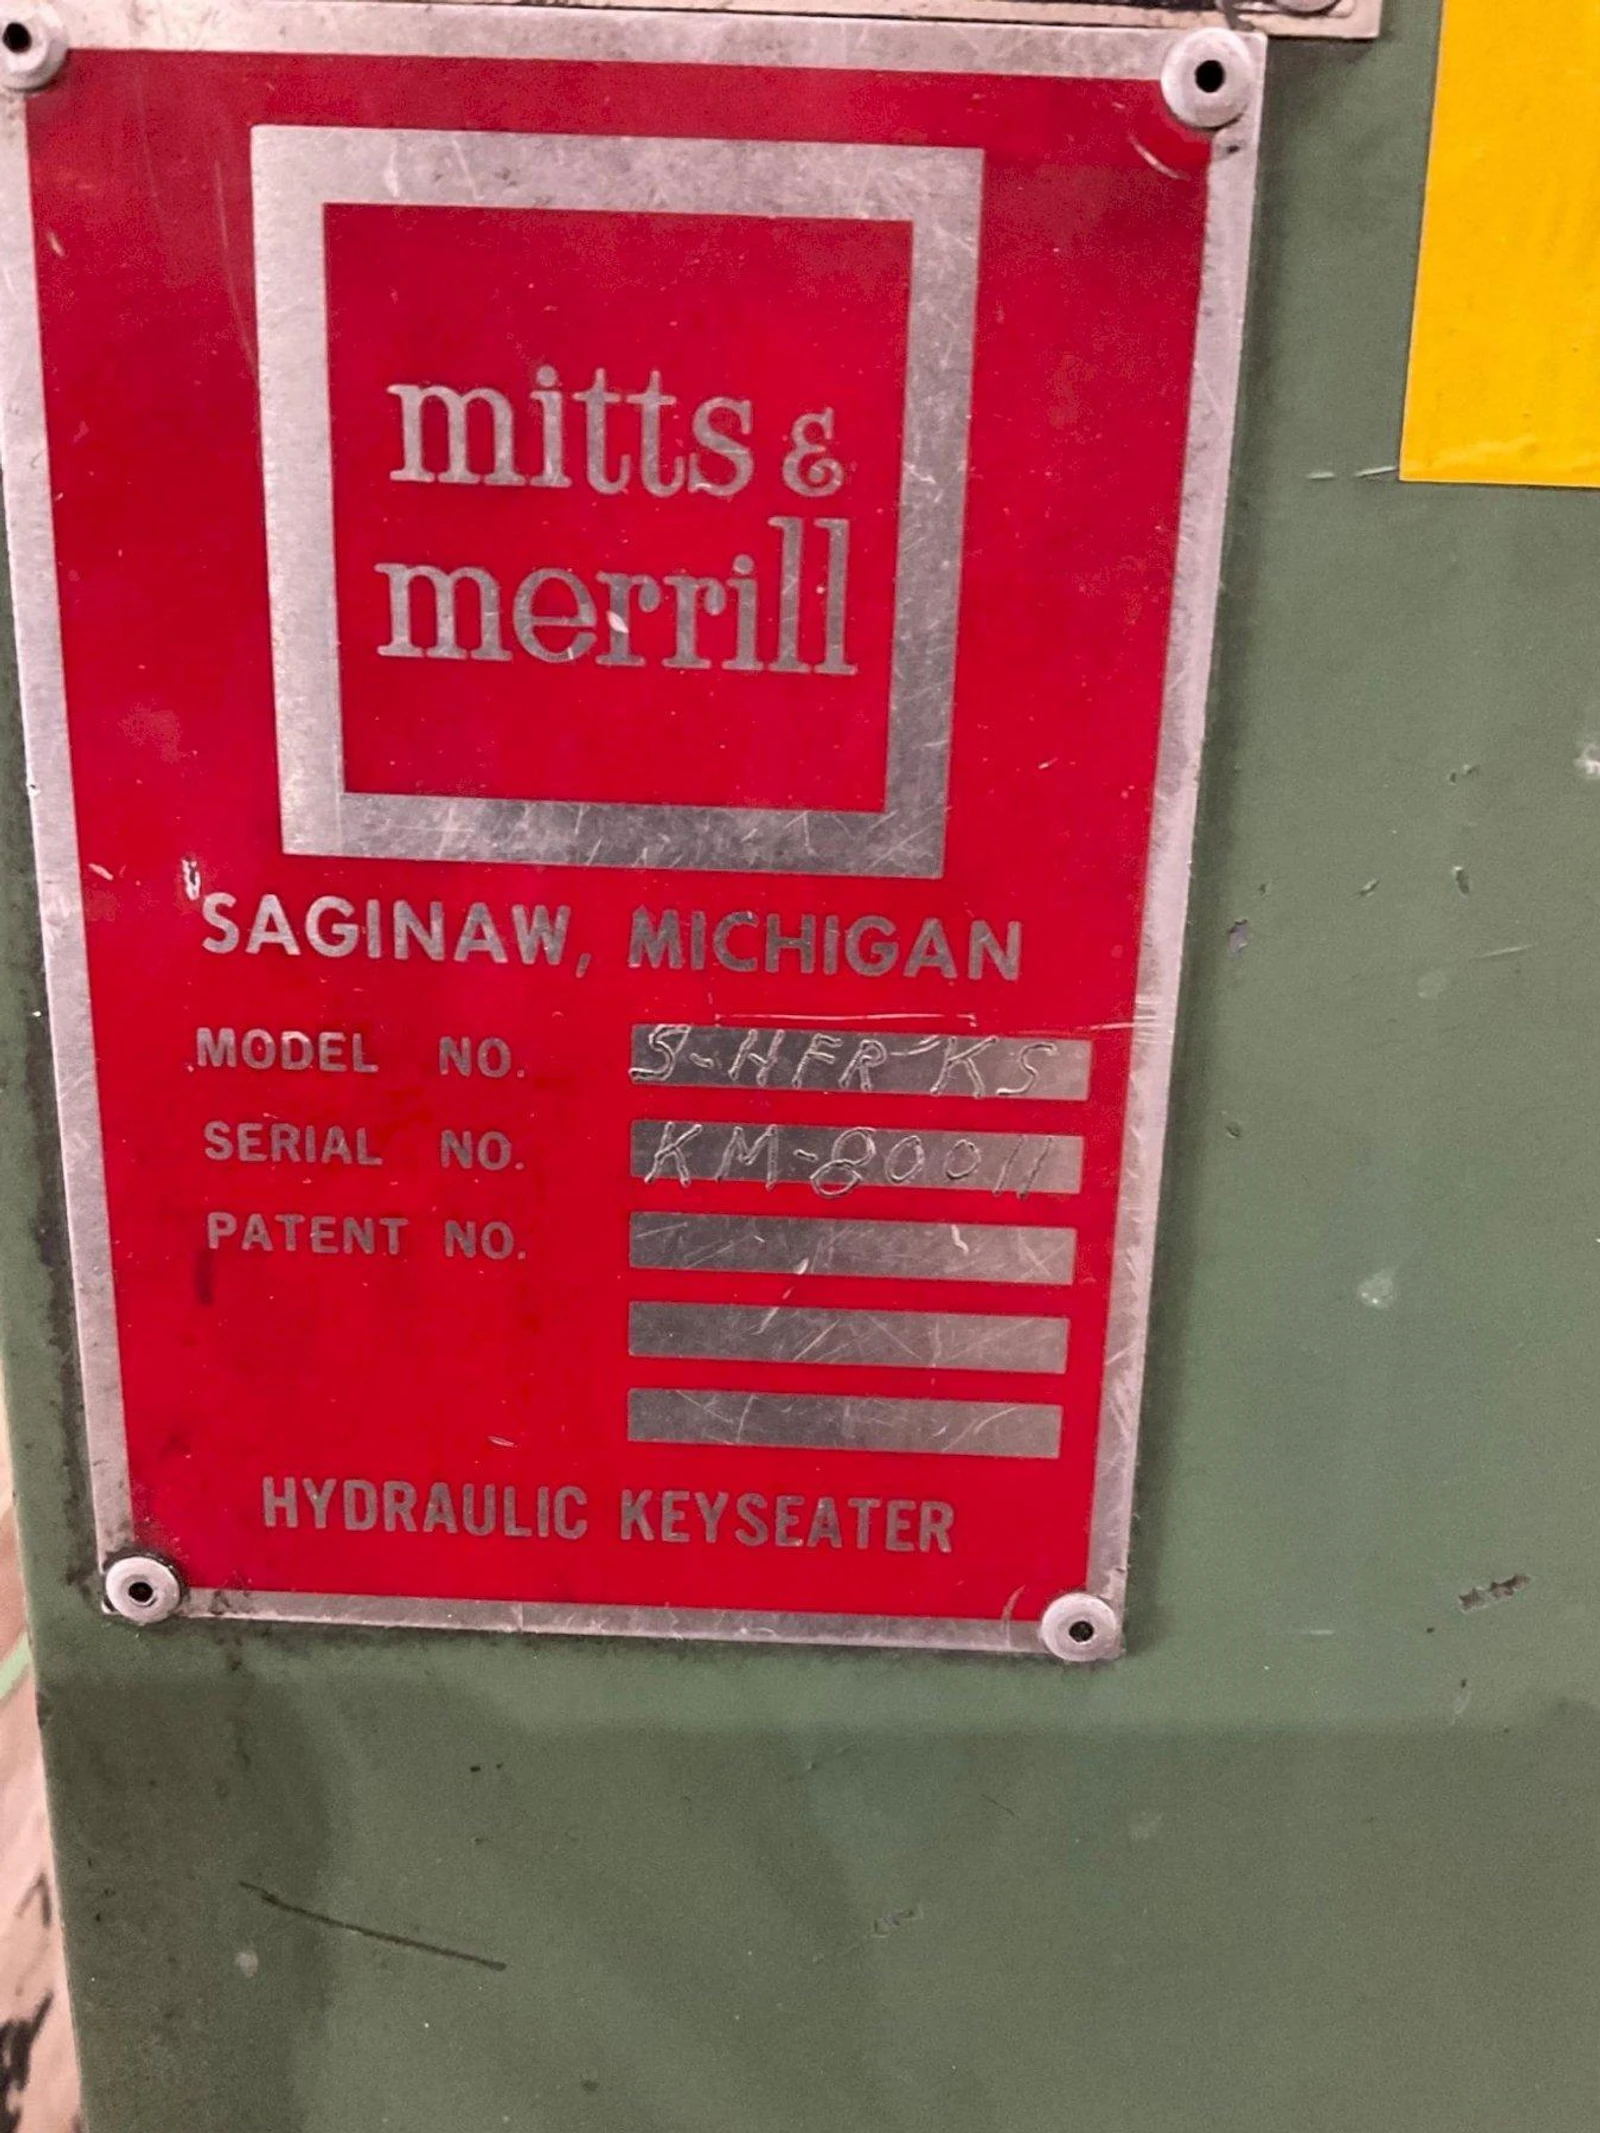 mitts &
merrill
SAGINAW, MICHIGAN
MODEL NO. 5-HFR-KS
SERIAL NO. KM-80011
PATENT NO.
HYDRAULIC KEYSEATER